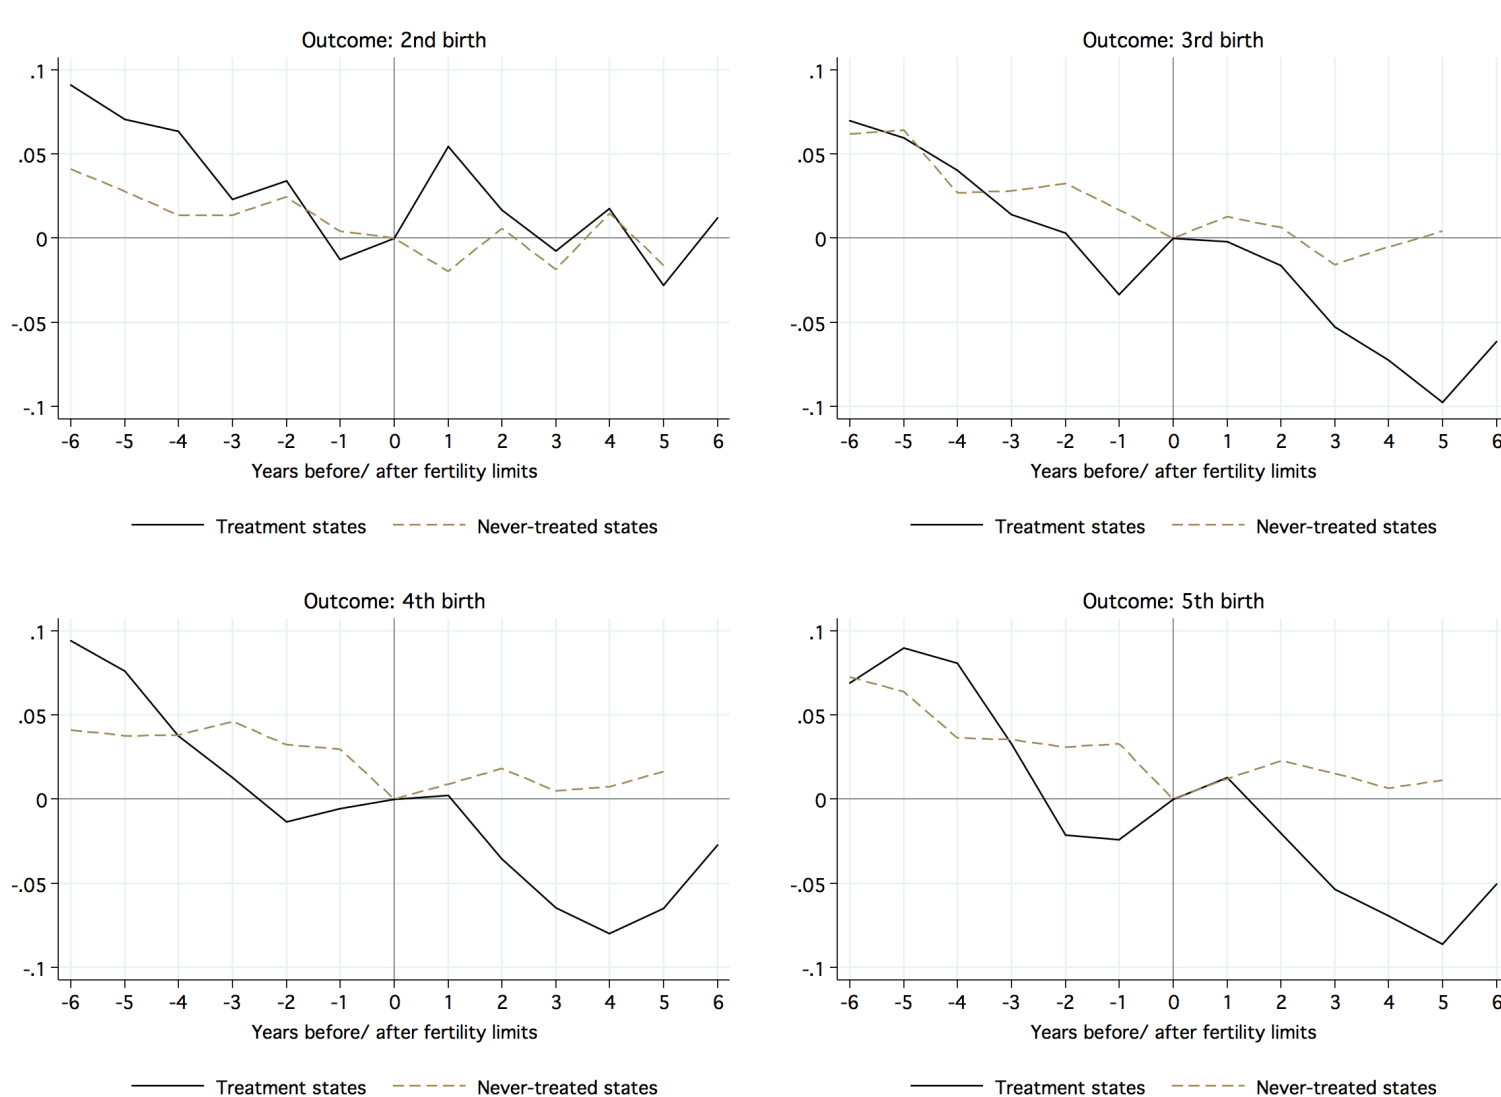 Outcome: 2nd birth
.1
.05
0
-.05
-.1
-6 -5 -4 -3 -2 -1 0 1 2 3 4 5 6
Years before/ after fertility limits
Treatment states Never-treated states
Outcome: 3rd birth
.1
.05
0
-.05
-.1
-6 -5 -4 -3 -2 -1 0 1 2 3 4 5 6
Years before/ after fertility limits
Treatment states Never-treated states
Outcome: 4th birth
.1
.05
0
-.05
-.1
-6 -5 -4 -3 -2 -1 0 1 2 3 4 5 6
Years before/ after fertility limits
Treatment states Never-treated states
Outcome: 5th birth
.1
.05
0
-.05
-.1
-6 -5 -4 -3 -2 -1 0 1 2 3 4 5 6
Years before/ after fertility limits
Treatment states Never-treated states